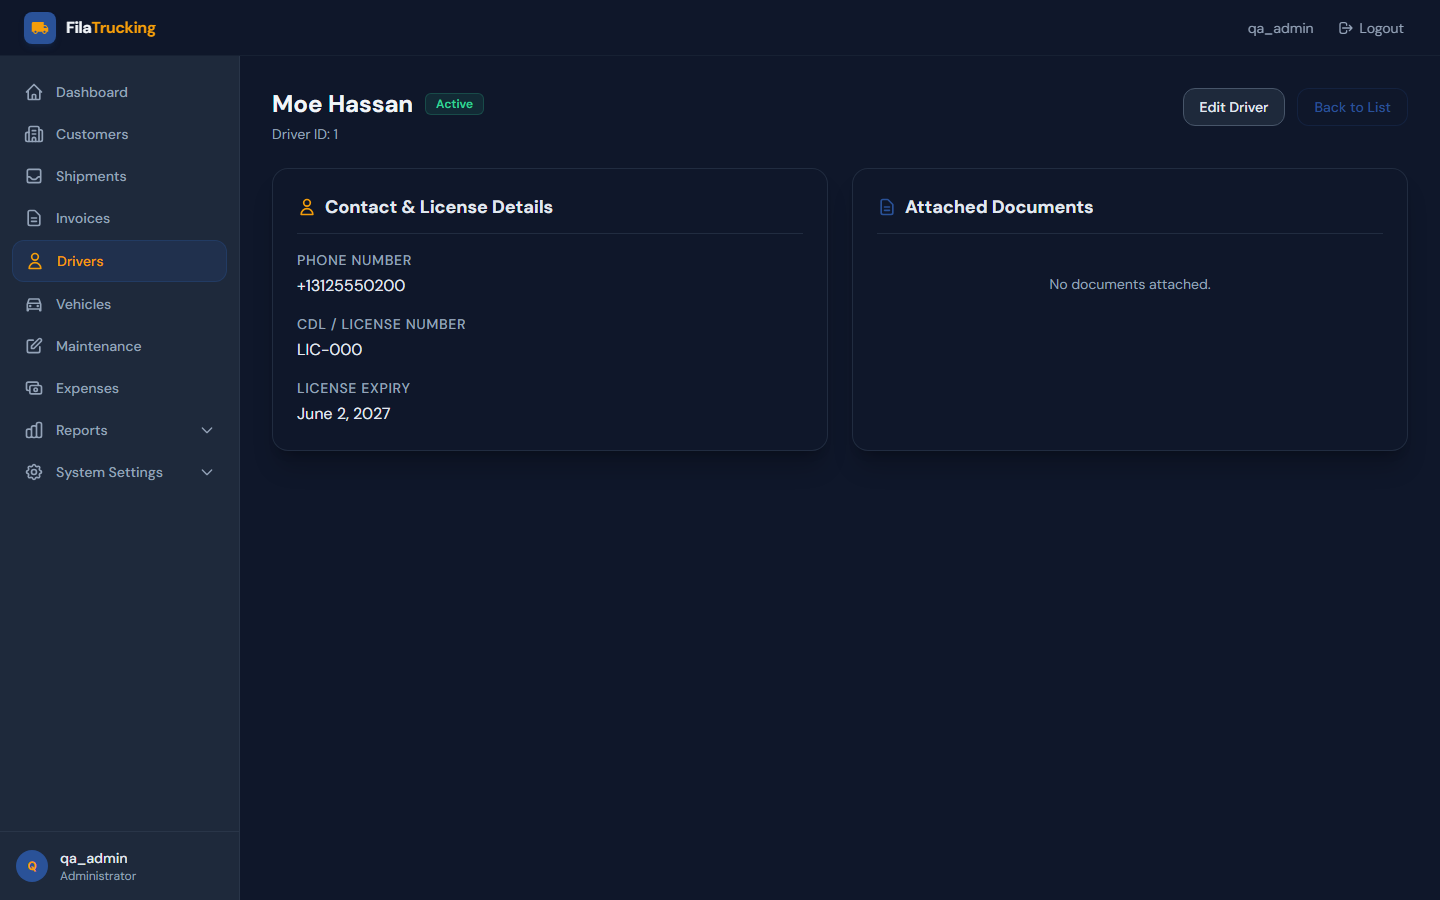 FilaTrucking
qa_admin
Logout
Dashboard
Customers
Shipments
Invoices
Drivers
Vehicles
Maintenance
Expenses
Reports
System Settings
Moe Hassan
Active
Driver ID: 1
Edit Driver
Back to List
Contact & License Details
PHONE NUMBER
+13125550200
CDL / LICENSE NUMBER
LIC-000
LICENSE EXPIRY
June 2, 2027
Attached Documents
No documents attached.
Q
qa_admin
Administrator